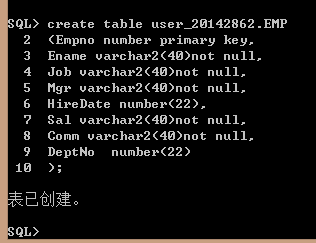 SQL> create table user_20142862.EMP
2 (Empno number primary key,
3 Ename varchar2(40)not null,
4 Job varchar2(40)not null,
5 Mgr varchar2(40)not null,
6 HireDate number(22),
7 Sal varchar2(40)not null,
8 Comm varchar2(40)not null,
9 DeptNo  number(22)
10 );
表已创建。
SQL>